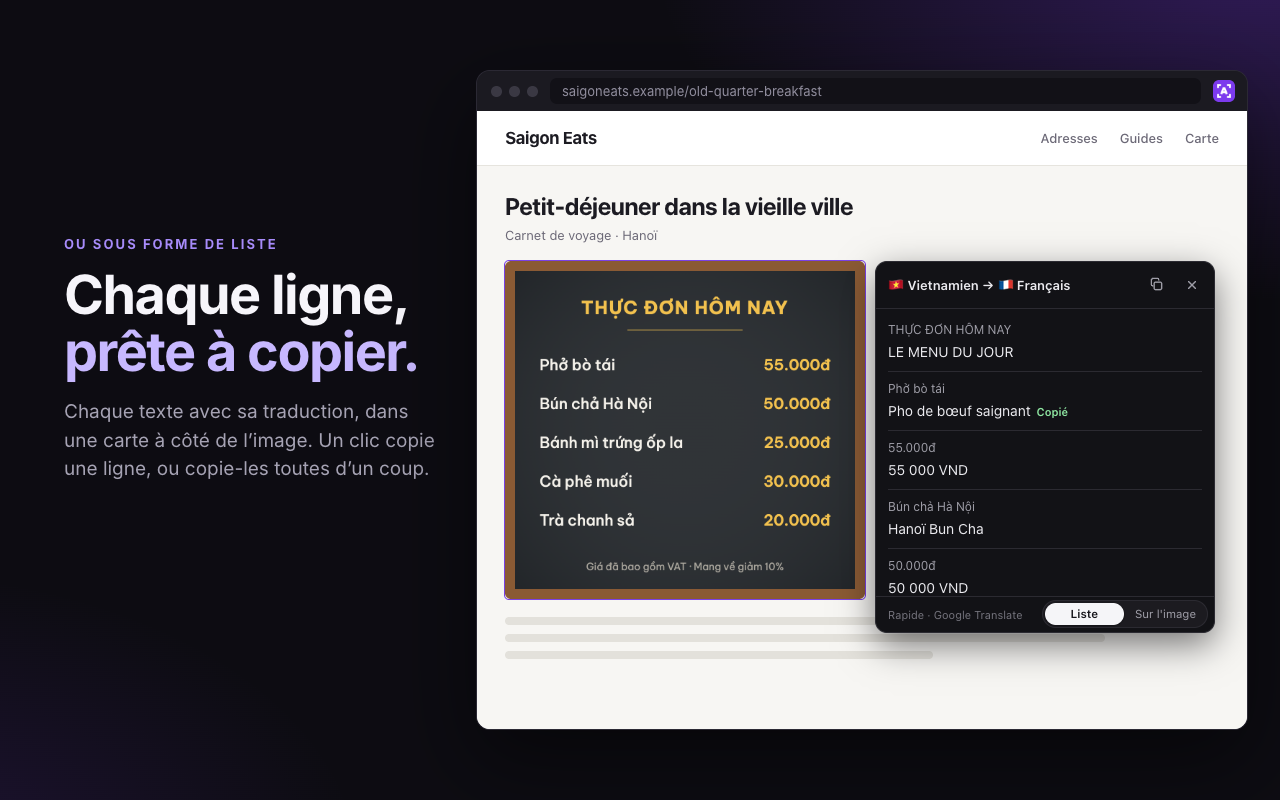 OU SOUS FORME DE LISTE
Chaque ligne,
prête à copier.
Chaque texte avec sa traduction, dans
une carte à côté de l’image. Un clic copie
une ligne, ou copie-les toutes d’un coup.
saigoneats.example/old-quarter-breakfast
Saigon Eats
Adresses Guides Carte
Petit-déjeuner dans la vieille ville
Carnet de voyage · Hanoï
THỰC ĐƠN HÔM NAY
Phở bò tái 55.000đ
Bún chả Hà Nội 50.000đ
Bánh mì trứng ốp la 25.000đ
Cà phê muối 30.000đ
Trà chanh sả 20.000đ
Giá đã bao gồm VAT · Mang về giảm 10%
Vietnamien → Français
THỰC ĐƠN HÔM NAY
LE MENU DU JOUR
Phở bò tái
Pho de bœuf saignant Copié
55.000đ
55 000 VND
Bún chả Hà Nội
Hanoï Bun Cha
50.000đ
50 000 VND
Rapide · Google Translate
Liste Sur l'image